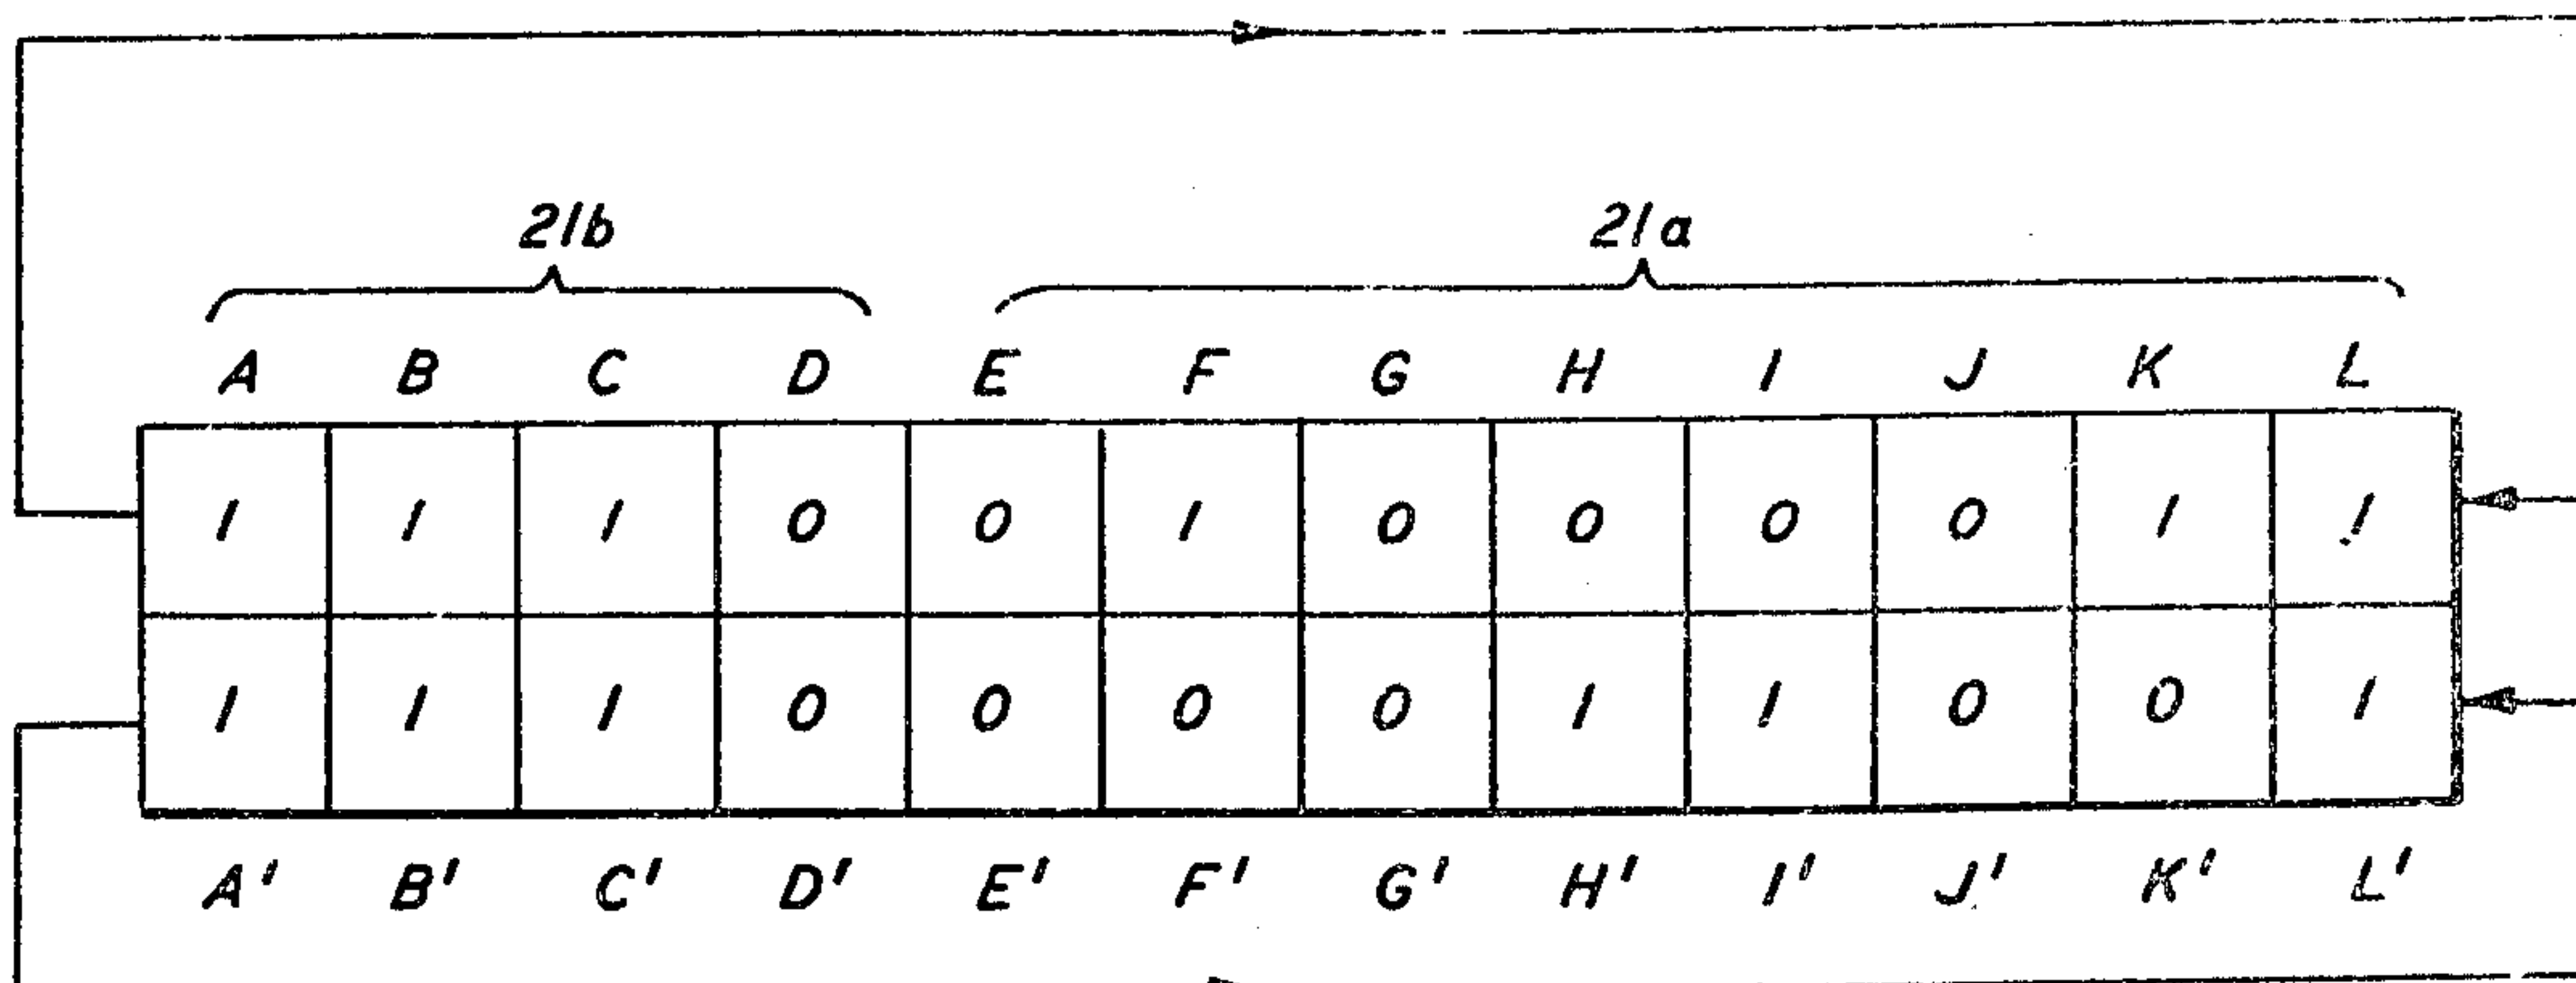 21b 21a
A B C D E F G H I J K L
1 1 1 0 0 1 0 0 0 0 1 1
1 1 1 0 0 0 0 1 1 0 0 1
A' B' C' D' E' F' G' H' I' J' K' L'